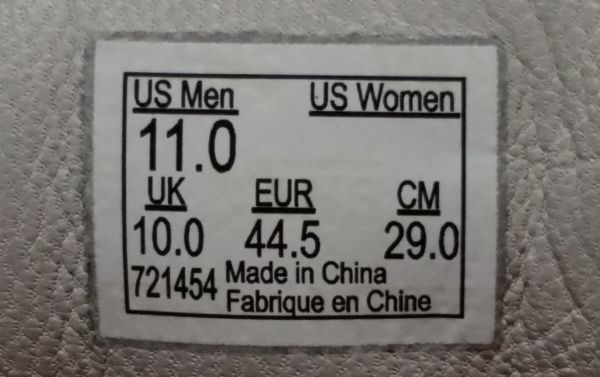 US Men US Women
11.0
UK EUR CM
10.0 44.5 29.0
721454 Made in China
Fabrique en Chine